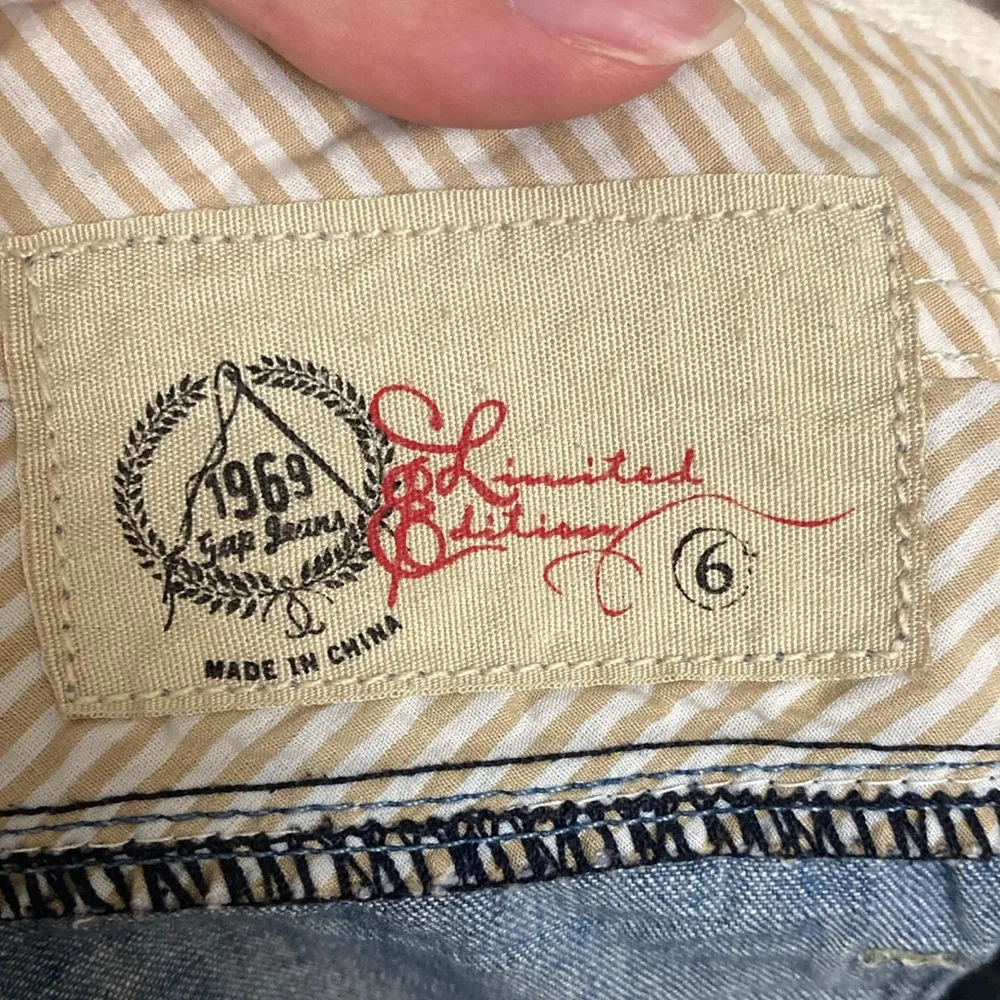 1969
Gap Jeans
Limited
Edition
6
MADE IN CHINA